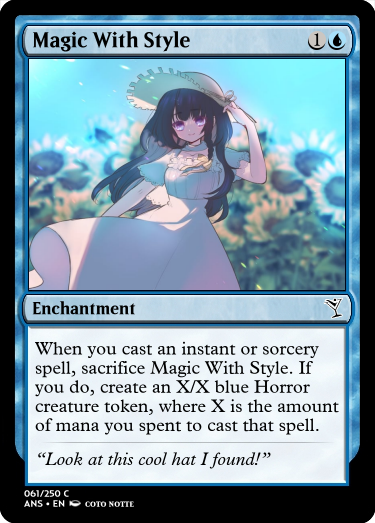 Magic With Style 1
Enchantment
When you cast an instant or sorcery
spell, sacrifice Magic With Style. If
you do, create an X/X blue Horror
creature token, where X is the amount
of mana you spent to cast that spell.
“Look at this cool hat I found!”
061/250 C
ANS • EN COTO NOTTE